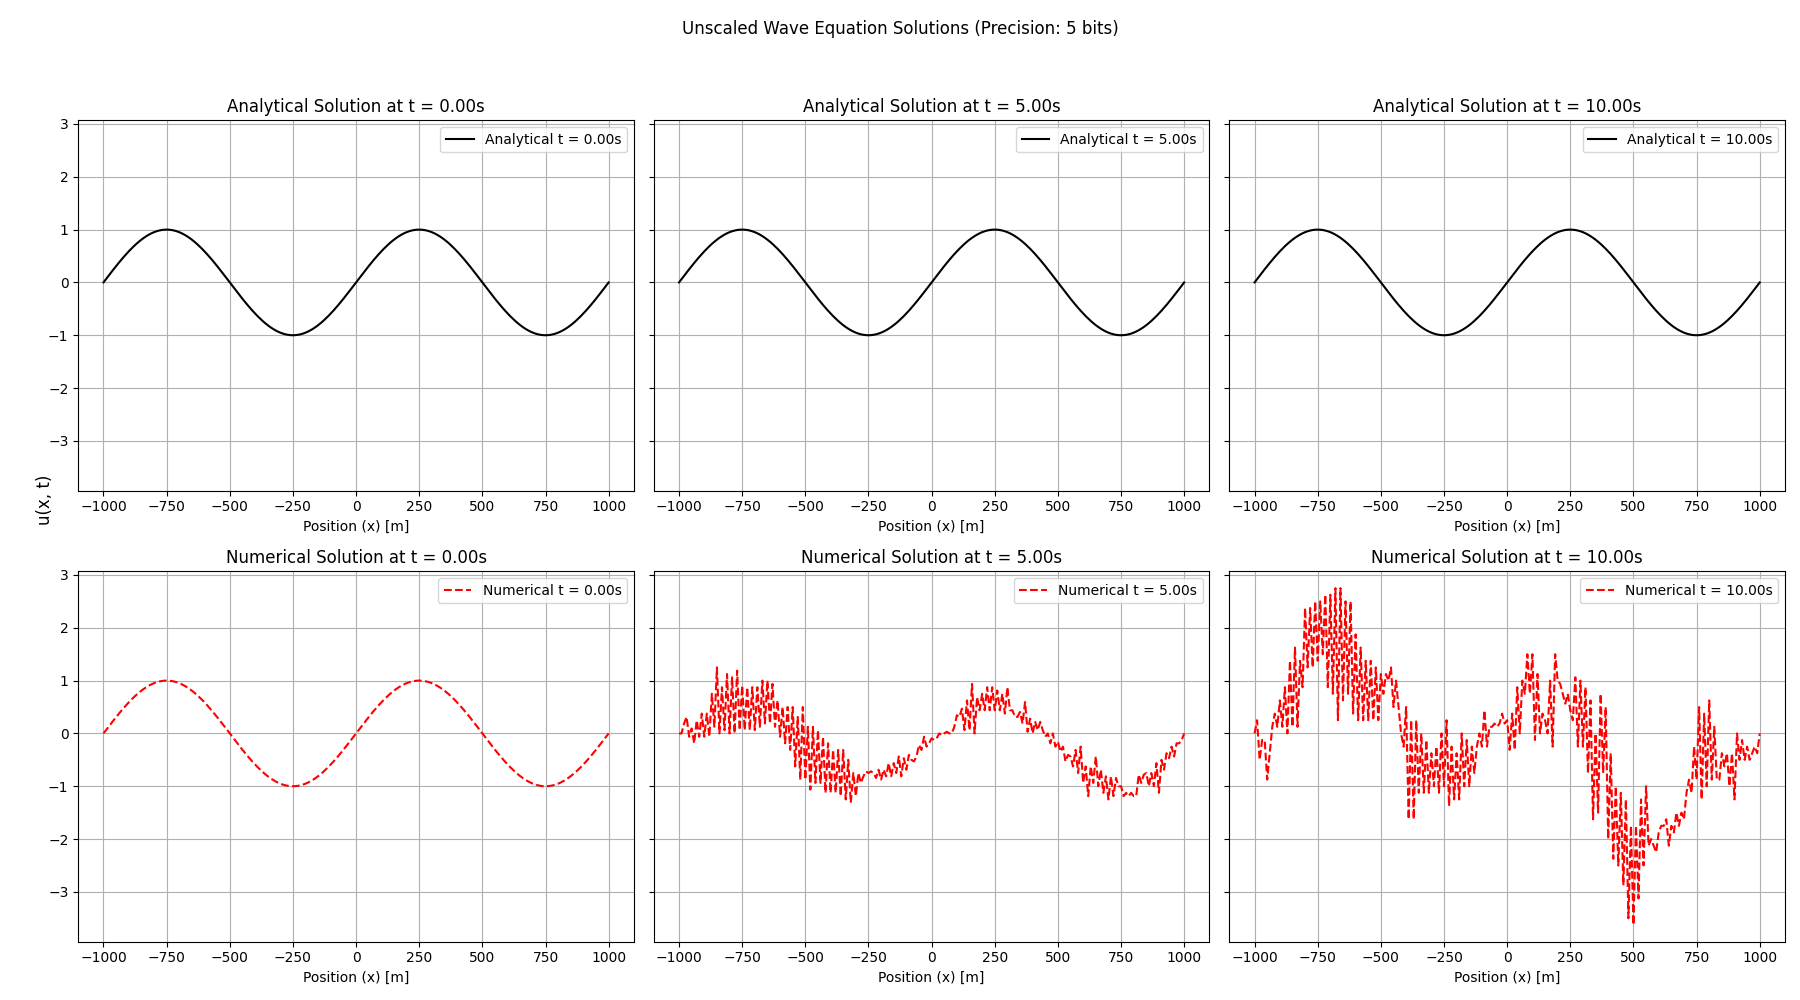 Unscaled Wave Equation Solutions (Precision: 5 bits)
Analytical Solution at t = 0.00s
Analytical t = 0.00s
3
2
1
0
−1
−2
−3
−1000 −750 −500 −250 0 250 500 750 1000
Position (x) [m]
Analytical Solution at t = 5.00s
Analytical t = 5.00s
−1000 −750 −500 −250 0 250 500 750 1000
Position (x) [m]
Analytical Solution at t = 10.00s
Analytical t = 10.00s
−1000 −750 −500 −250 0 250 500 750 1000
Position (x) [m]
u(x, t)
Numerical Solution at t = 0.00s
Numerical t = 0.00s
3
2
1
0
−1
−2
−3
−1000 −750 −500 −250 0 250 500 750 1000
Position (x) [m]
Numerical Solution at t = 5.00s
Numerical t = 5.00s
−1000 −750 −500 −250 0 250 500 750 1000
Position (x) [m]
Numerical Solution at t = 10.00s
Numerical t = 10.00s
−1000 −750 −500 −250 0 250 500 750 1000
Position (x) [m]